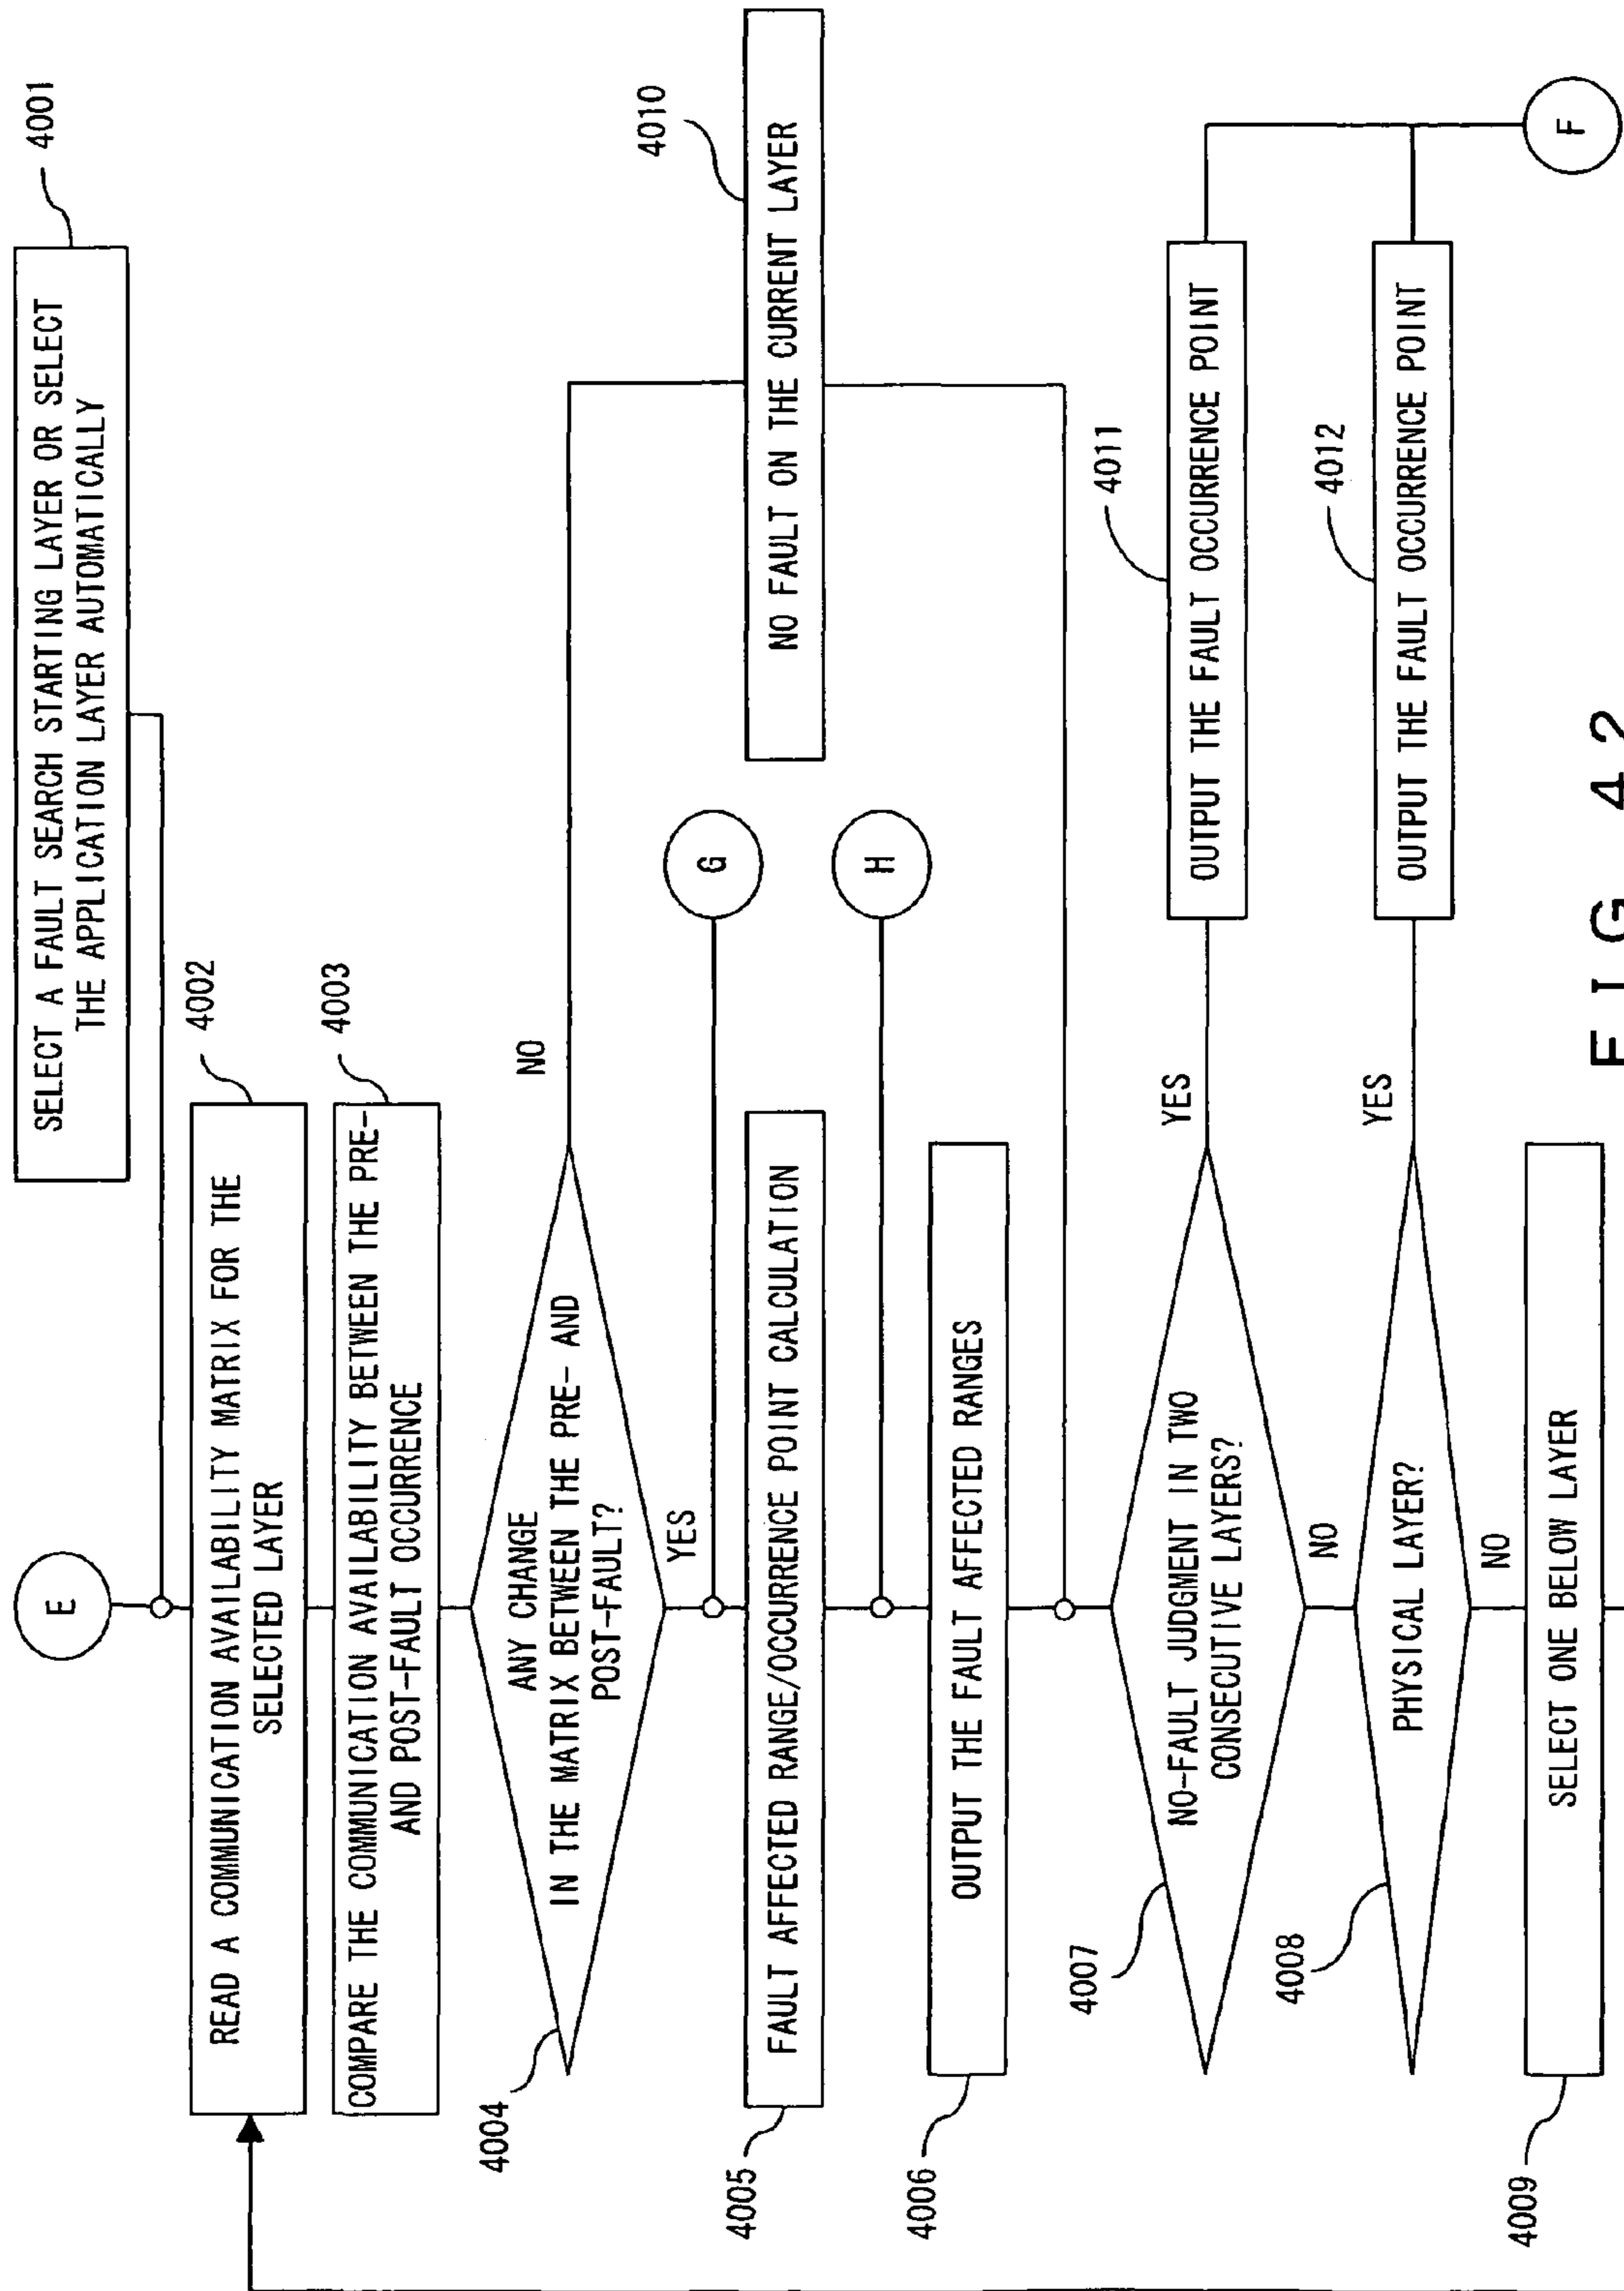 E
SELECT A FAULT SEARCH STARTING LAYER OR SELECT
THE APPLICATION LAYER AUTOMATICALLY
4001
READ A COMMUNICATION AVAILABILITY MATRIX FOR THE
SELECTED LAYER
4002
COMPARE THE COMMUNICATION AVAILABILITY BETWEEN THE PRE-
AND POST-FAULT OCCURRENCE
4003
ANY CHANGE
IN THE MATRIX BETWEEN THE PRE- AND
POST-FAULT?
4004
NO
YES
G
4010
NO FAULT ON THE CURRENT LAYER
FAULT AFFECTED RANGE/OCCURRENCE POINT CALCULATION
4005
H
OUTPUT THE FAULT AFFECTED RANGES
4006
NO-FAULT JUDGMENT IN TWO
CONSECUTIVE LAYERS?
4007
YES
4011
OUTPUT THE FAULT OCCURRENCE POINT
NO
PHYSICAL LAYER?
4008
YES
4012
OUTPUT THE FAULT OCCURRENCE POINT
F
NO
SELECT ONE BELOW LAYER
4009
FIG. 42